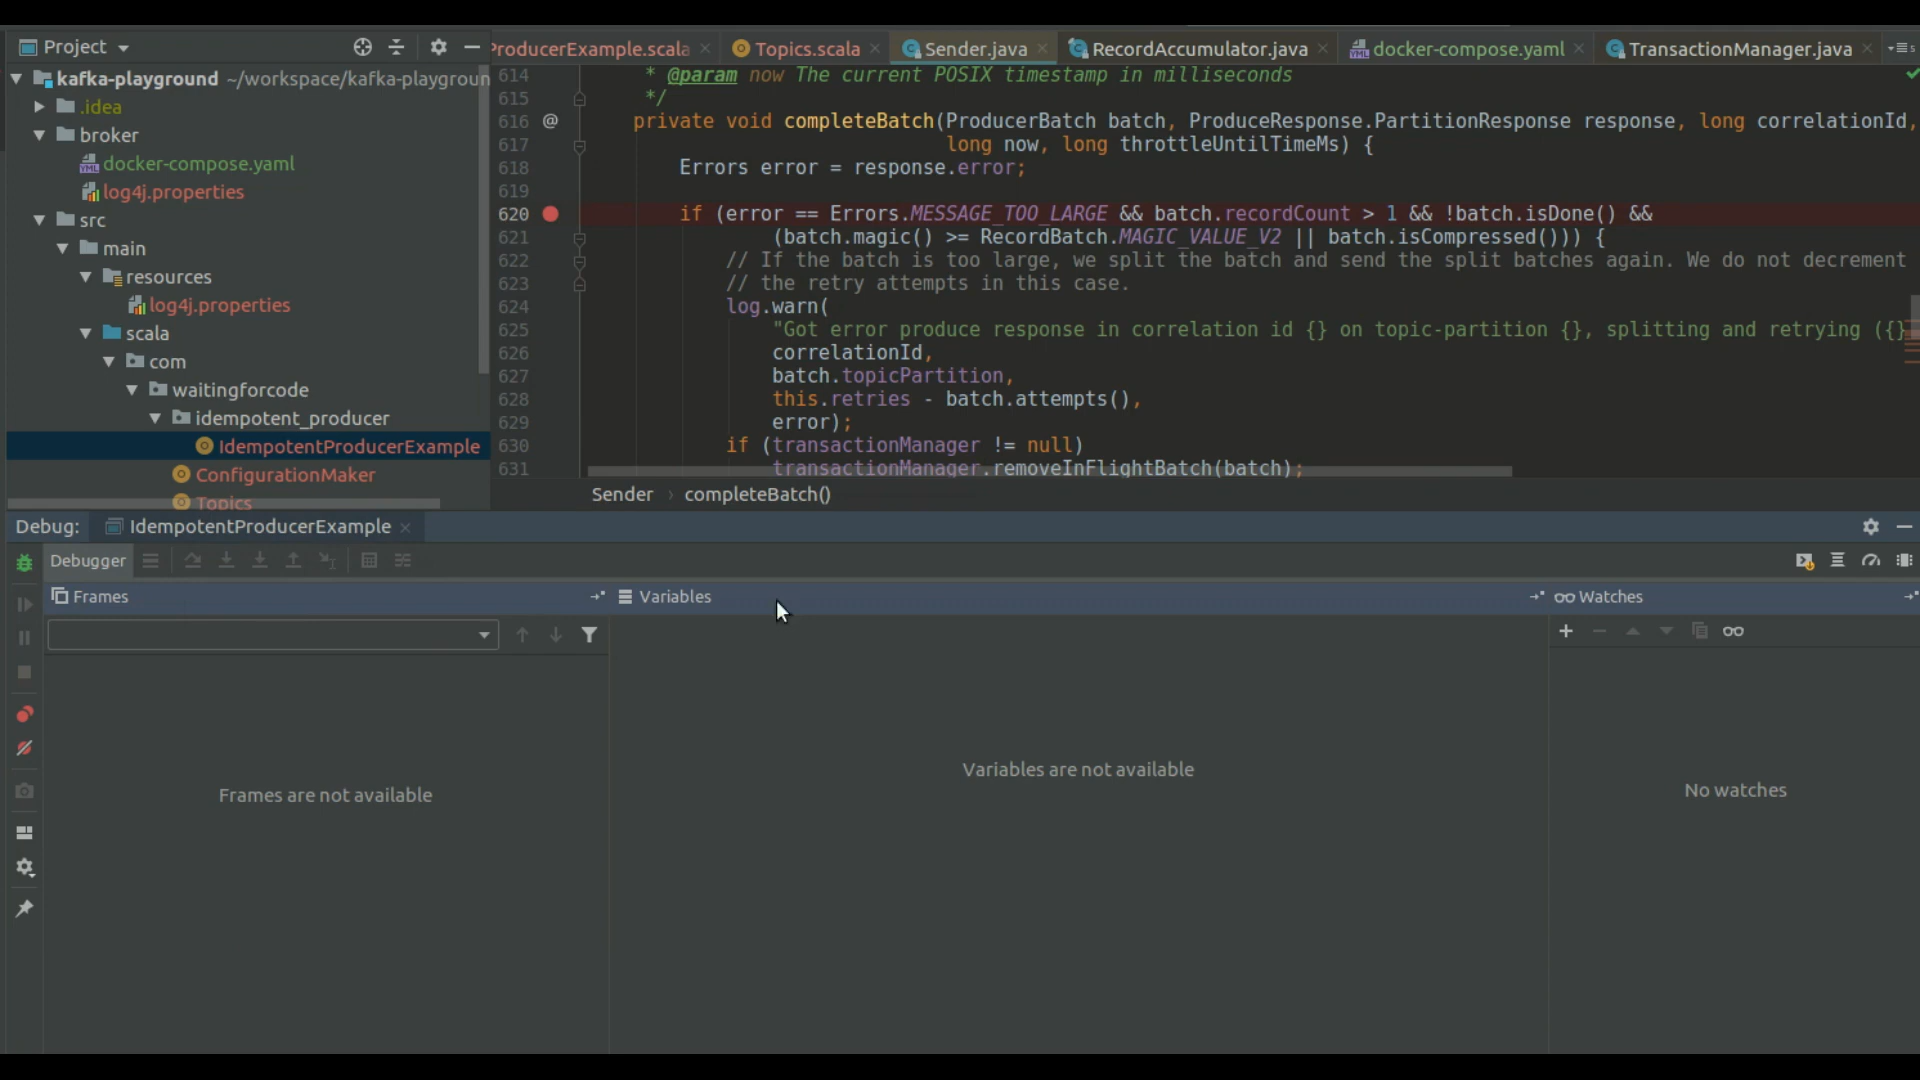 Project
ProducerExample.scala
Topics.scala
Sender.java
RecordAccumulator.java
docker-compose.yaml
TransactionManager.java
kafka-playground ~/workspace/kafka-playgroun
.idea
broker
docker-compose.yaml
log4j.properties
src
main
resources
log4j.properties
scala
com
waitingforcode
idempotent_producer
IdempotentProducerExample
ConfigurationMaker
Topics
614 * @param now The current POSIX timestamp in milliseconds
615 */
616 @ private void completeBatch(ProducerBatch batch, ProduceResponse.PartitionResponse response, long correlationId,
617 long now, long throttleUntilTimeMs) {
618 Errors error = response.error;
619
620 if (error == Errors.MESSAGE_TOO_LARGE && batch.recordCount > 1 && !batch.isDone() &&
621 (batch.magic() >= RecordBatch.MAGIC_VALUE_V2 || batch.isCompressed())) {
622 // If the batch is too large, we split the batch and send the split batches again. We do not decrement
623 // the retry attempts in this case.
624 log.warn(
625 "Got error produce response in correlation id {} on topic-partition {}, splitting and retrying ({}
626 correlationId,
627 batch.topicPartition,
628 this.retries - batch.attempts(),
629 error);
630 if (transactionManager != null)
631 transactionManager.removeInFlightBatch(batch);
Sender › completeBatch()
Debug: IdempotentProducerExample
Debugger
Frames
Variables
Watches
Frames are not available
Variables are not available
No watches